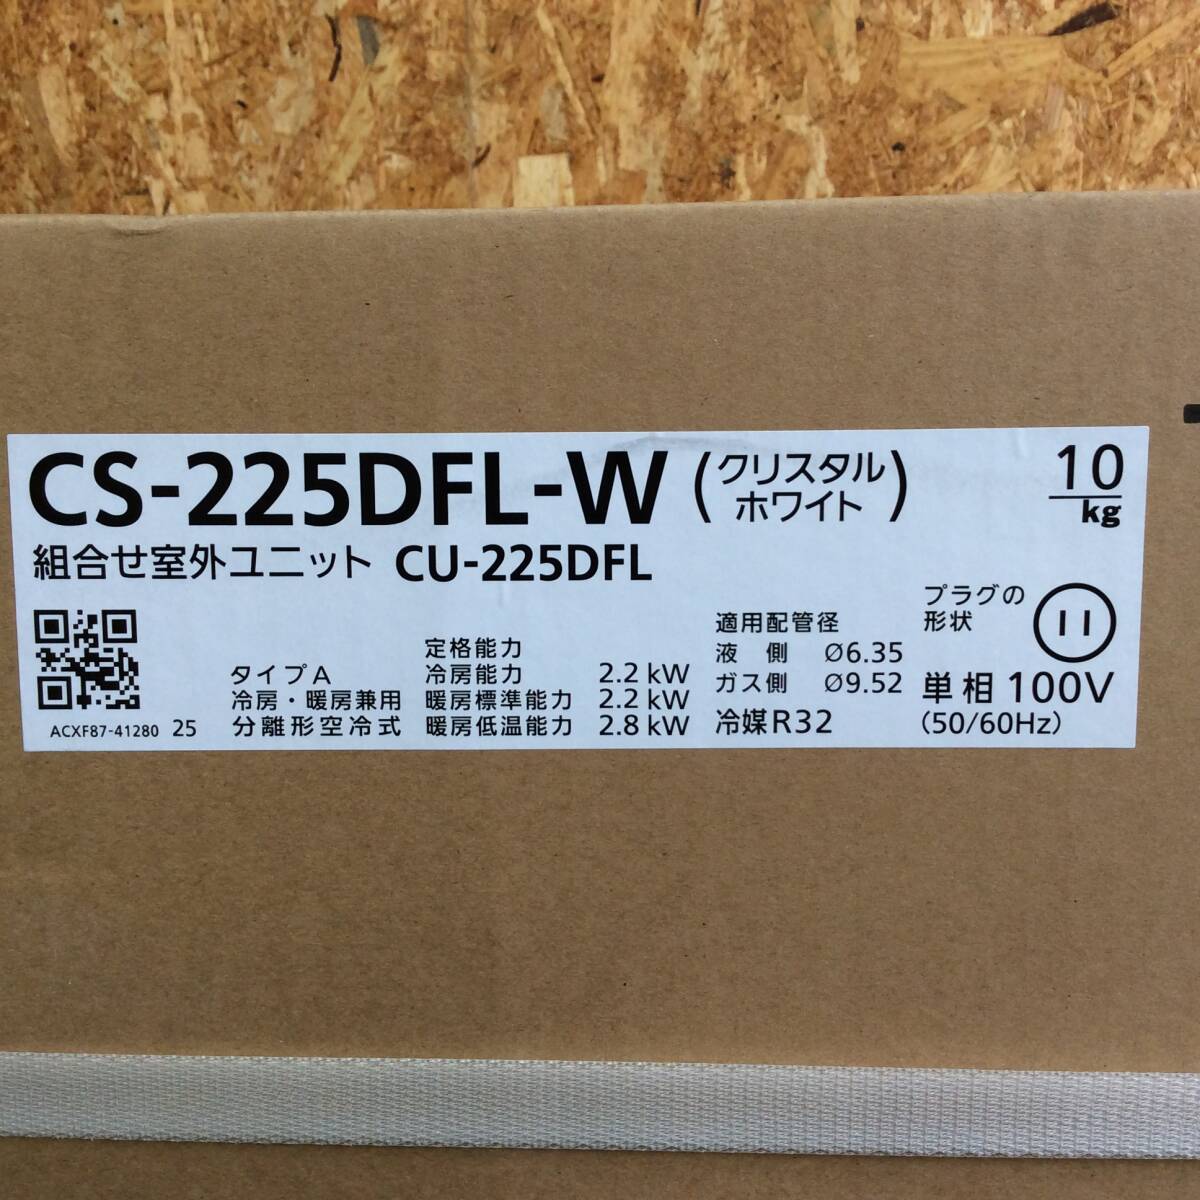 CS-225DFL-W (クリスタル
ホワイト)
10
kg
組合せ室外ユニット CU-225DFL
ACXF87-41280 25
タイプA
冷房・暖房兼用
分離形空冷式
定格能力
冷房能力 2.2 kW
暖房標準能力 2.2 kW
暖房低温能力 2.8 kW
適用配管径
液側 Ø6.35
ガス側 Ø9.52
冷媒R32
プラグの
形状
単相 100V
(50/60Hz)